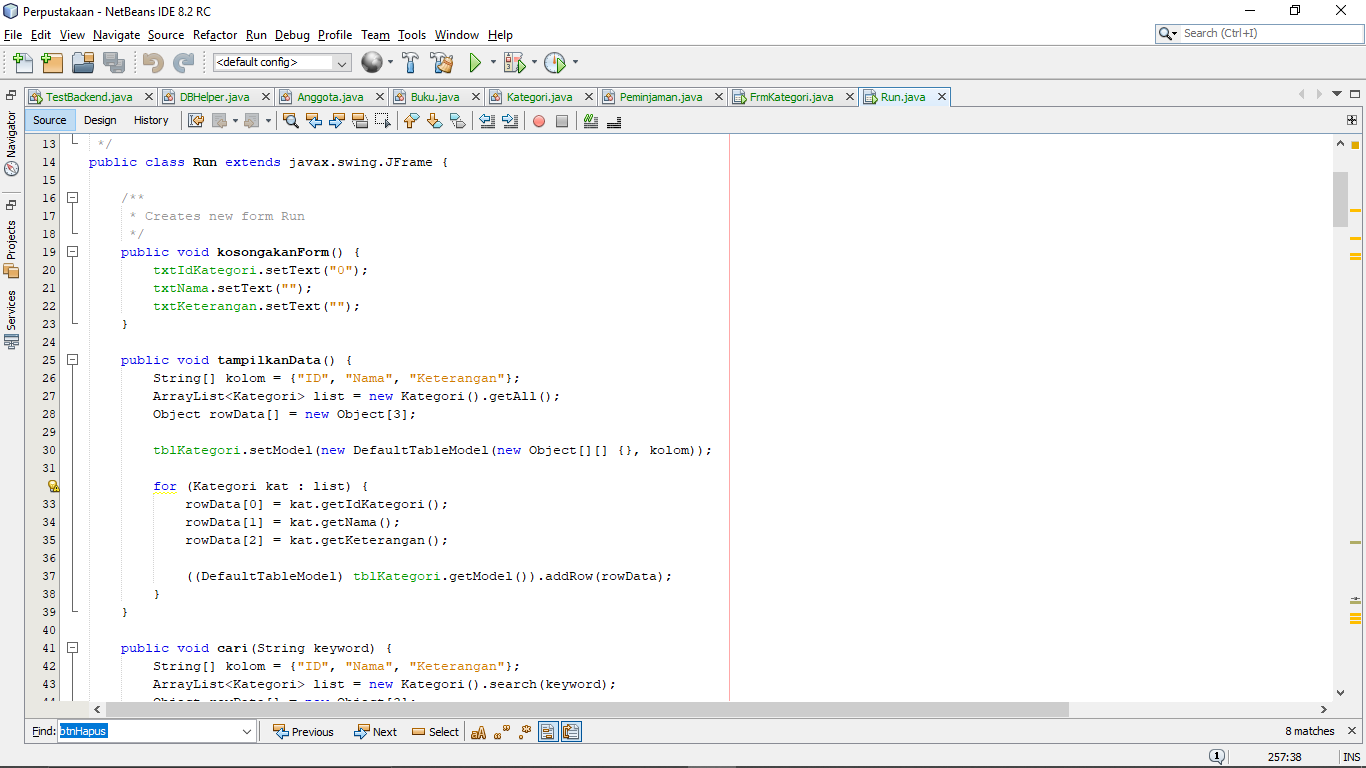 Perpustakaan - NetBeans IDE 8.2 RC
File Edit View Navigate Source Refactor Run Debug Profile Team Tools Window Help
Search (Ctrl+I)
<default config>
TestBackend.java DBHelper.java Anggota.java Buku.java Kategori.java Peminjaman.java FrmKategori.java Run.java
Source Design History
Navigator
Projects
Services
13 */
14 public class Run extends javax.swing.JFrame {
15
16 /**
17 * Creates new form Run
18 */
19 public void kosongakanForm() {
20 txtIdKategori.setText("0");
21 txtNama.setText("");
22 txtKeterangan.setText("");
23 }
24
25 public void tampilkanData() {
26 String[] kolom = {"ID", "Nama", "Keterangan"};
27 ArrayList<Kategori> list = new Kategori().getAll();
28 Object rowData[] = new Object[3];
29
30 tblKategori.setModel(new DefaultTableModel(new Object[][] {}, kolom));
31
for (Kategori kat : list) {
33 rowData[0] = kat.getIdKategori();
34 rowData[1] = kat.getNama();
35 rowData[2] = kat.getKeterangan();
36
37 ((DefaultTableModel) tblKategori.getModel()).addRow(rowData);
38 }
39 }
40
41 public void cari(String keyword) {
42 String[] kolom = {"ID", "Nama", "Keterangan"};
43 ArrayList<Kategori> list = new Kategori().search(keyword);
Find: btnHapus Previous Next Select 8 matches
1 257:38 INS